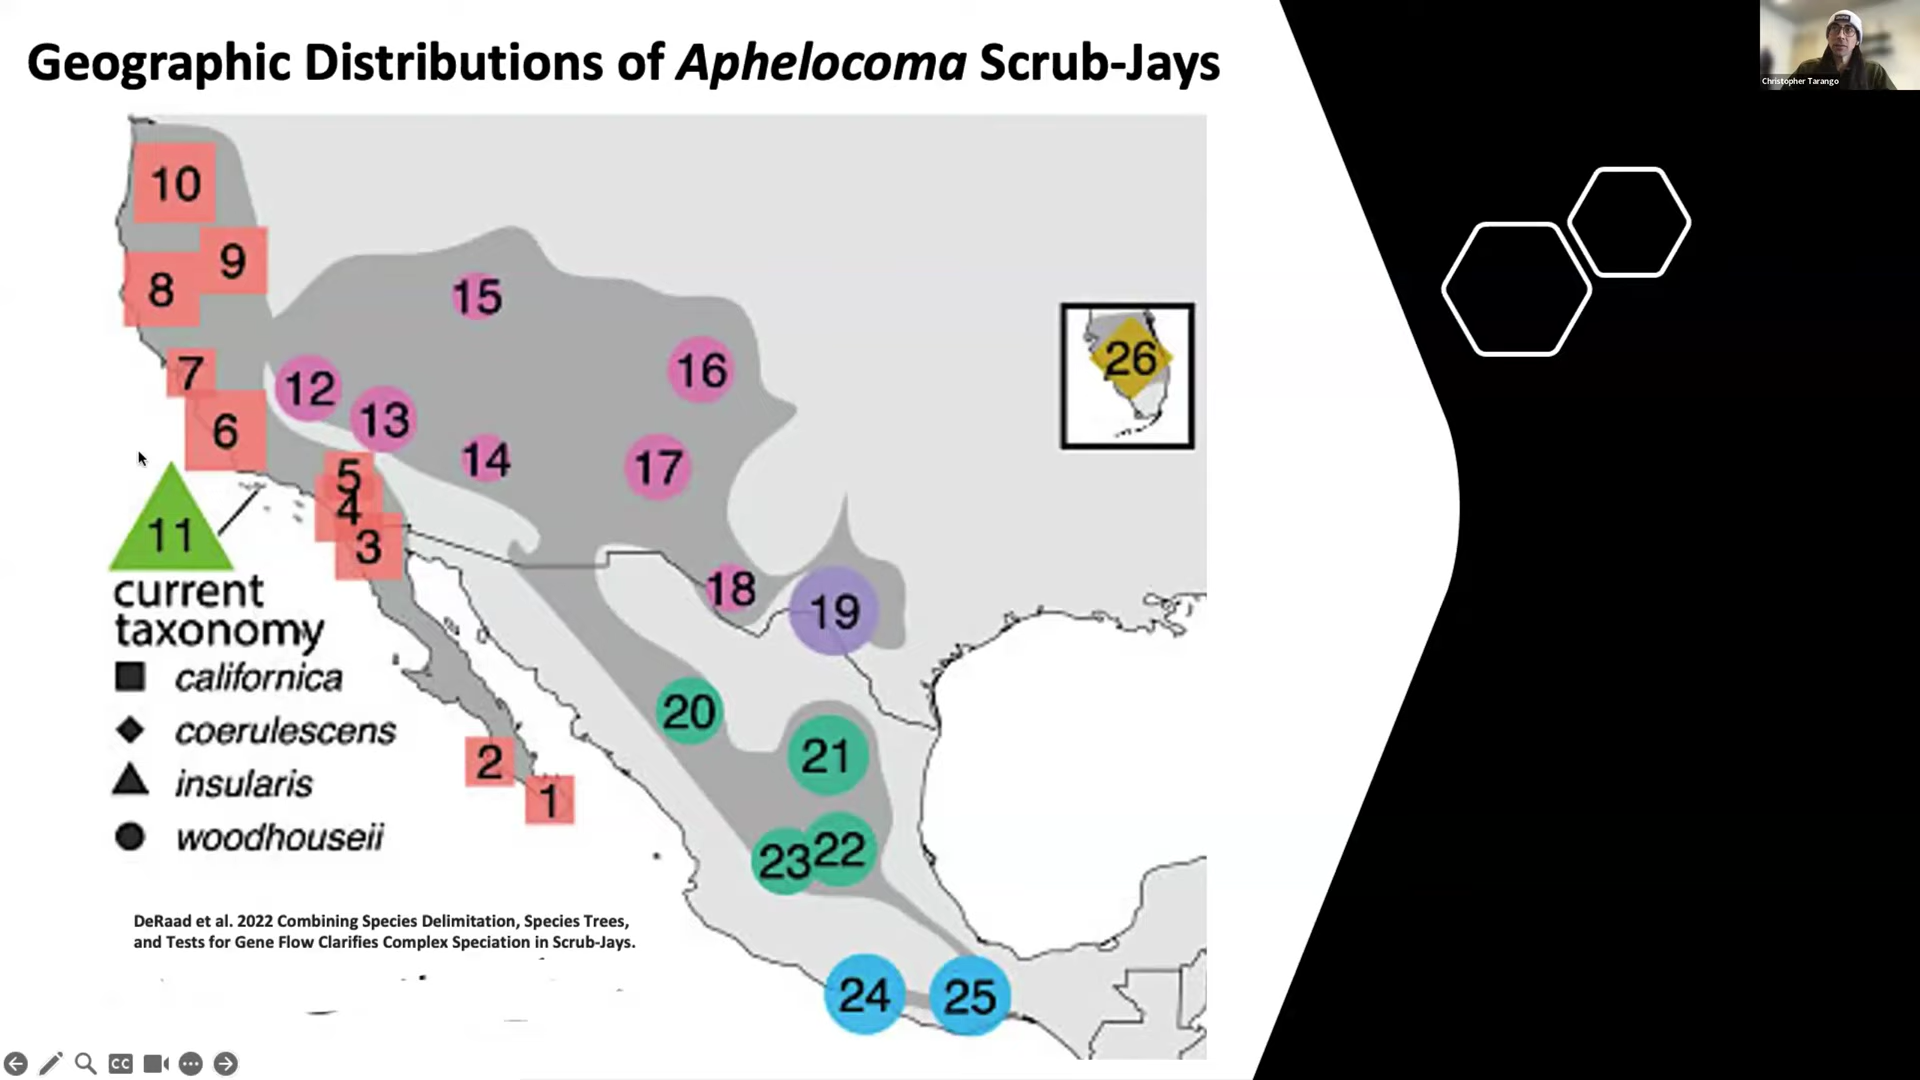 Geographic Distributions of Aphelocoma Scrub-Jays
Christopher Tarango
10
9
8
15
7
12
16
26
13
6
14
17
5
4
11
3
18
19
current
taxonomy
californica
coerulescens
insularis
woodhouseii
20
21
2
1
23
22
DeRaad et al. 2022 Combining Species Delimitation, Species Trees,
and Tests for Gene Flow Clarifies Complex Speciation in Scrub-Jays.
24
25
CC